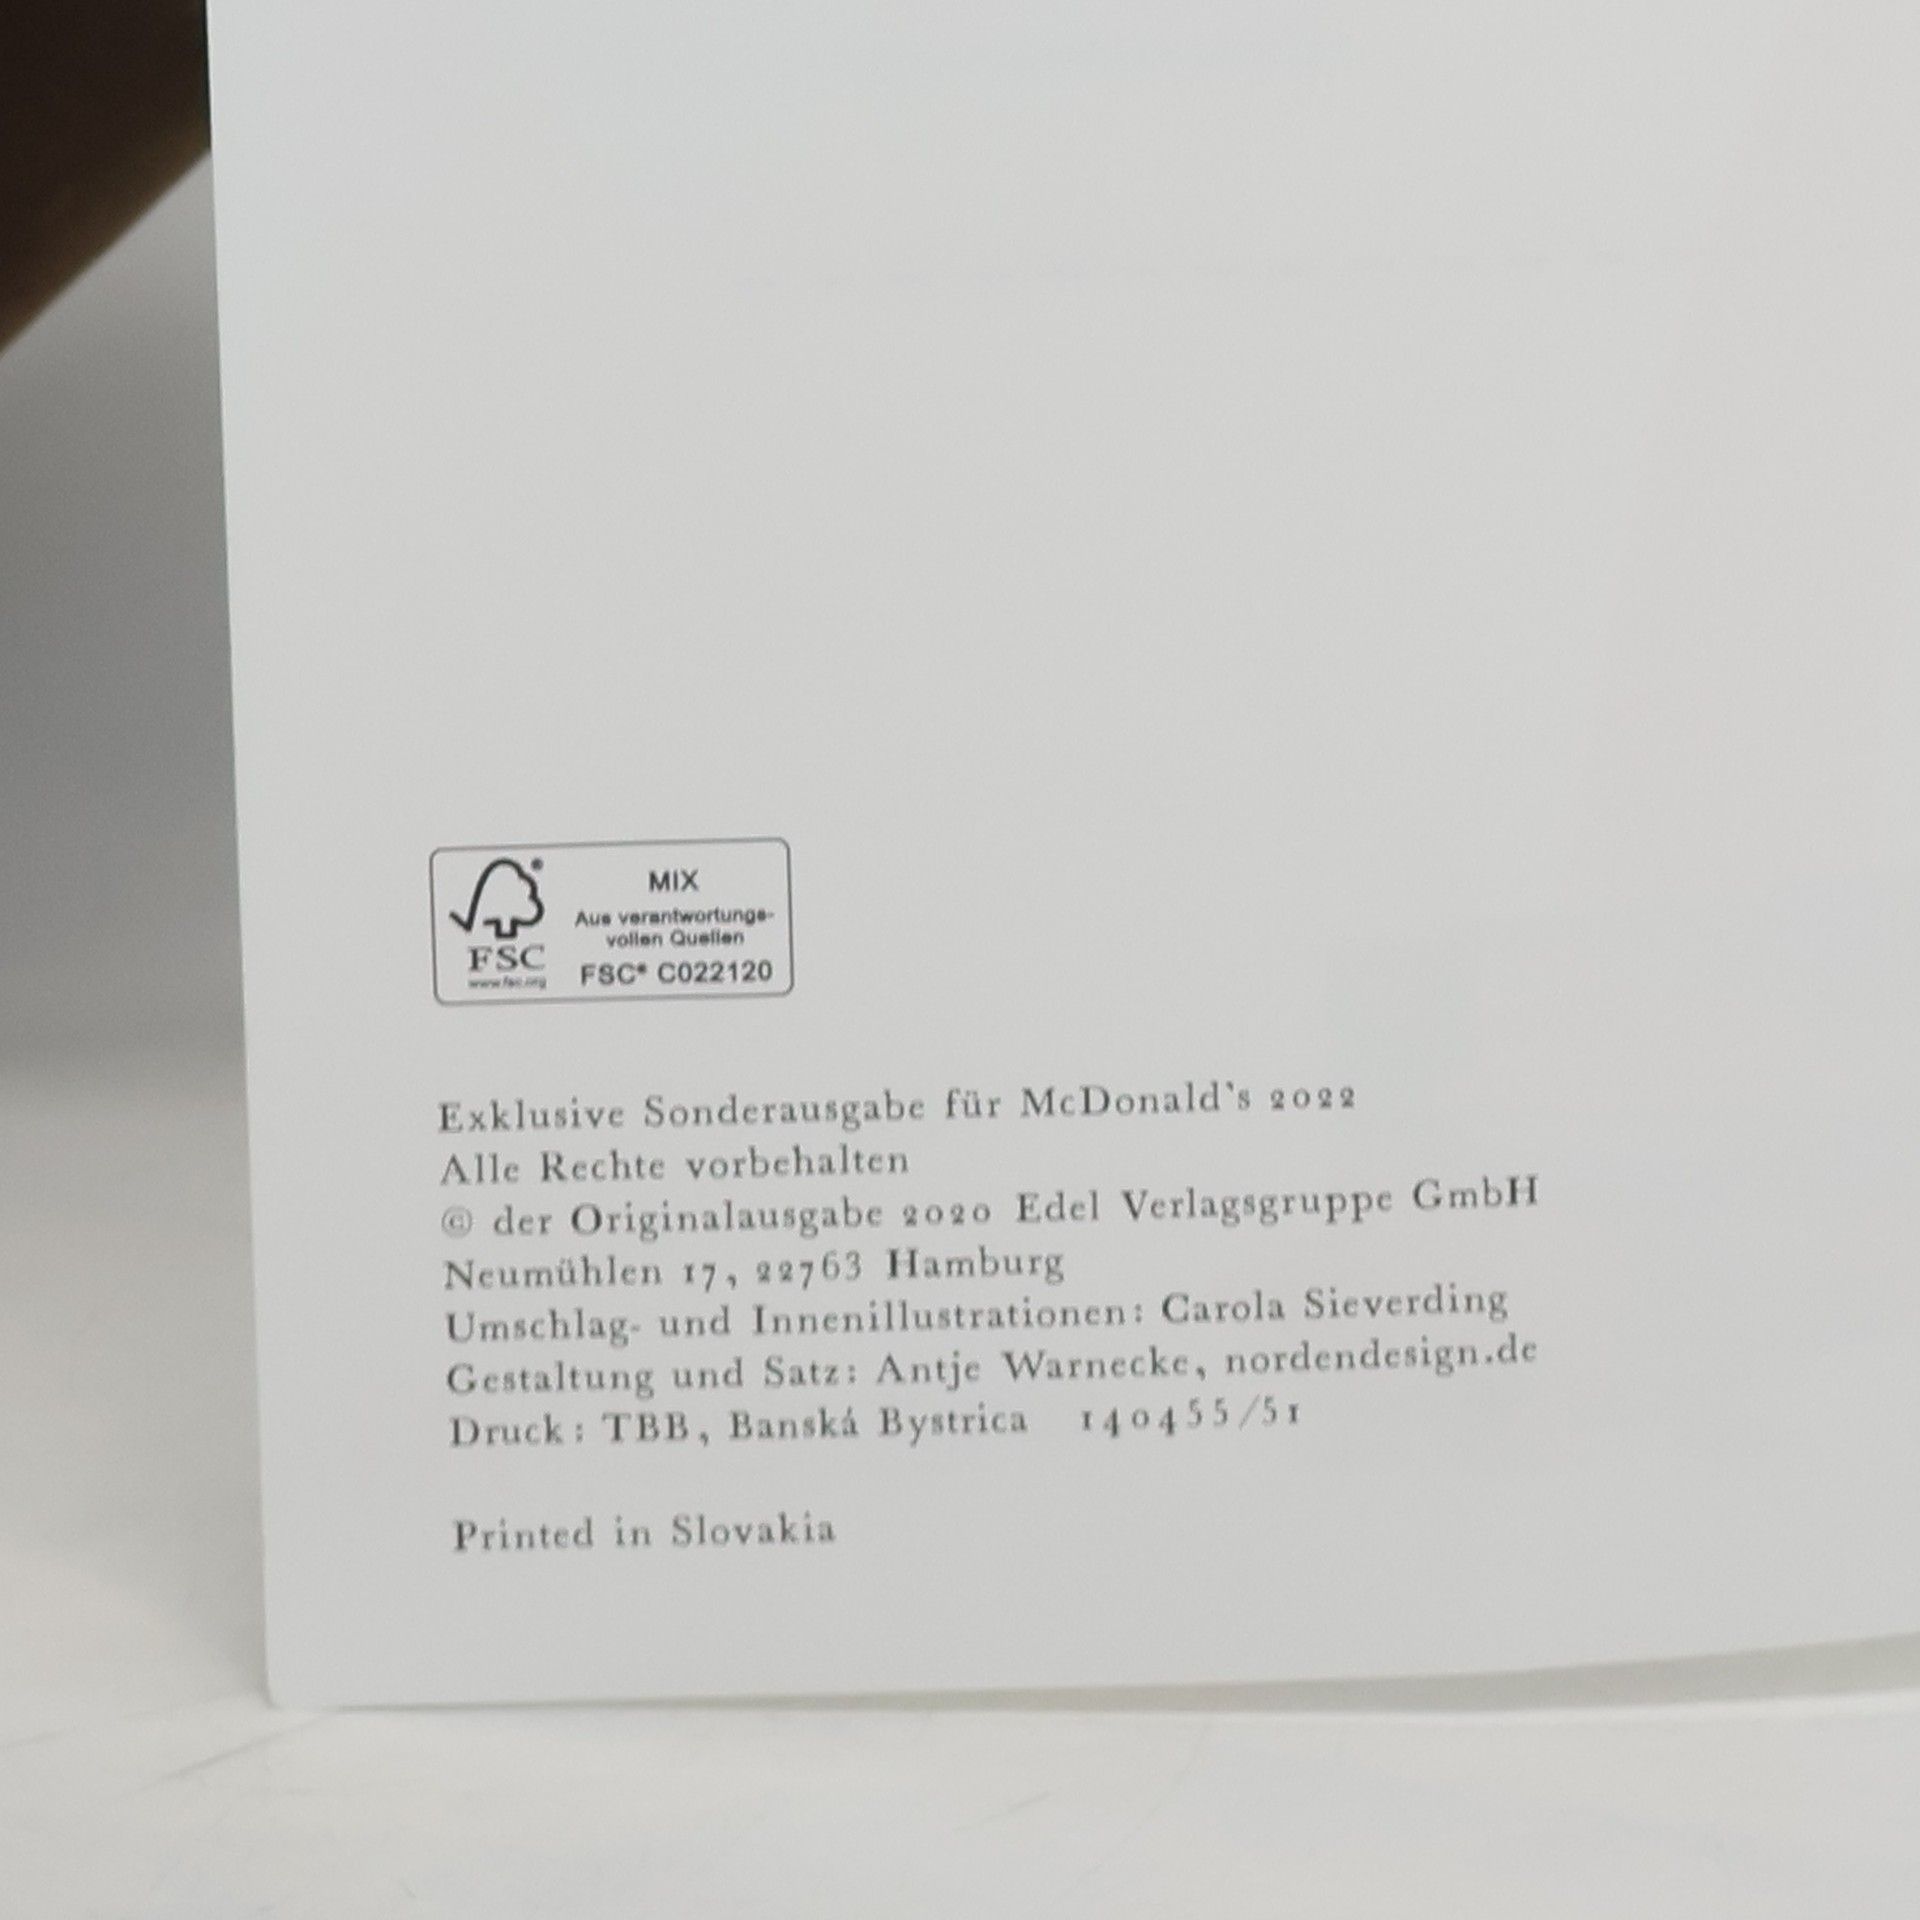 MIX
Aus verantwortungs-
vollen Quellen
FSC® C022120
FSC
www.fsc.org
Exklusive Sonderausgabe für McDonald`s 2022
Alle Rechte vorbehalten
© der Originalausgabe 2020 Edel Verlagsgruppe GmbH
Neumühlen 17, 22763 Hamburg
Umschlag- und Innenillustrationen: Carola Sieverding
Gestaltung und Satz: Antje Warnecke, nordendesign.de
Druck: TBB, Banská Bystrica 140455/51
Printed in Slovakia